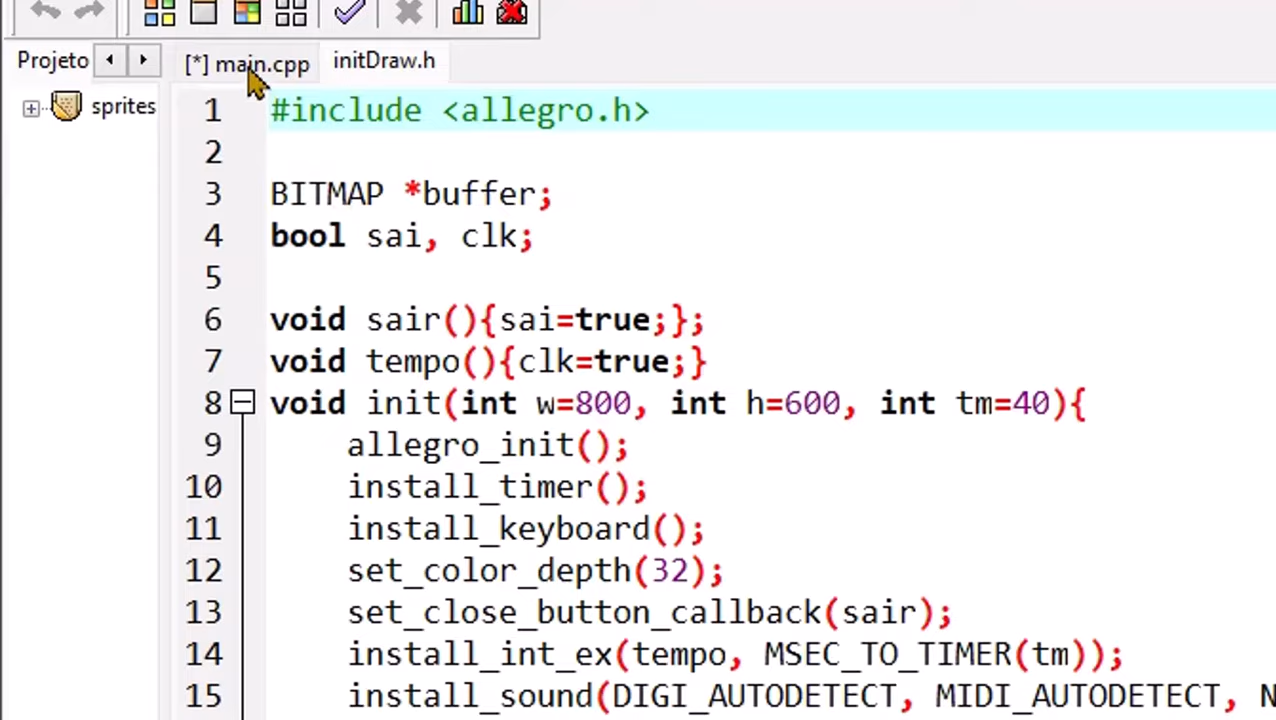 Projeto [*] main.cpp initDraw.h
sprites
1 #include <allegro.h>
2
3 BITMAP *buffer;
4 bool sai, clk;
5
6 void sair(){sai=true;};
7 void tempo(){clk=true;}
8 void init(int w=800, int h=600, int tm=40){
9 allegro_init();
10 install_timer();
11 install_keyboard();
12 set_color_depth(32);
13 set_close_button_callback(sair);
14 install_int_ex(tempo, MSEC_TO_TIMER(tm));
15 install_sound(DIGI_AUTODETECT, MIDI_AUTODETECT, N